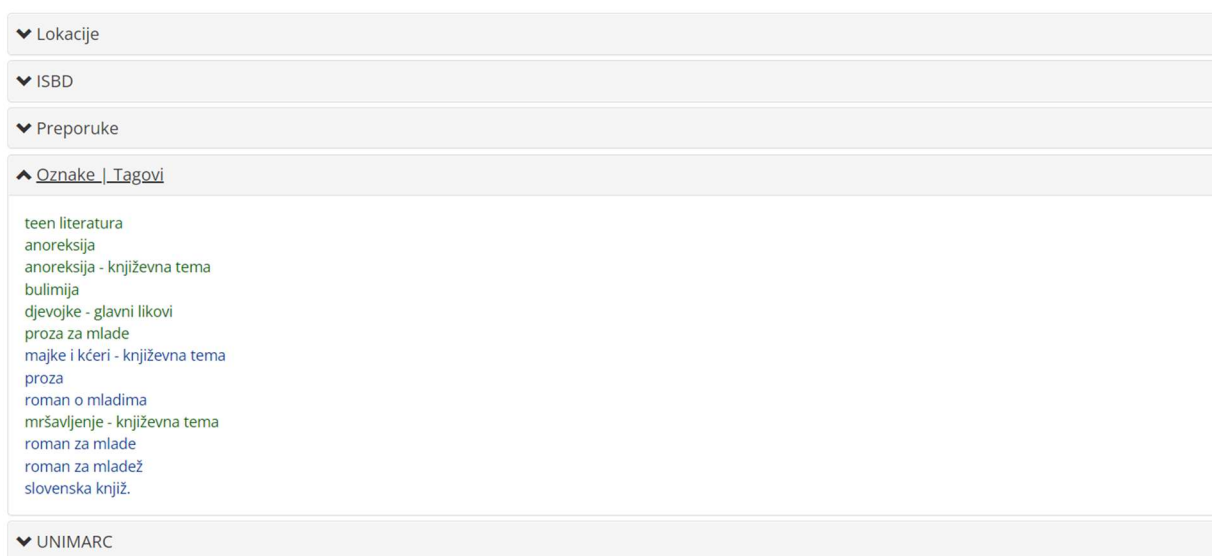 Lokacije
ISBD
Preporuke
Oznake | Tagovi
teen literatura
anoreksija
anoreksija - književna tema
bulimija
djevojke - glavni likovi
proza za mlade
majke i kćeri - književna tema
proza
roman o mladima
mršavljenje - književna tema
roman za mlade
roman za mladež
slovenska knjiž.
UNIMARC